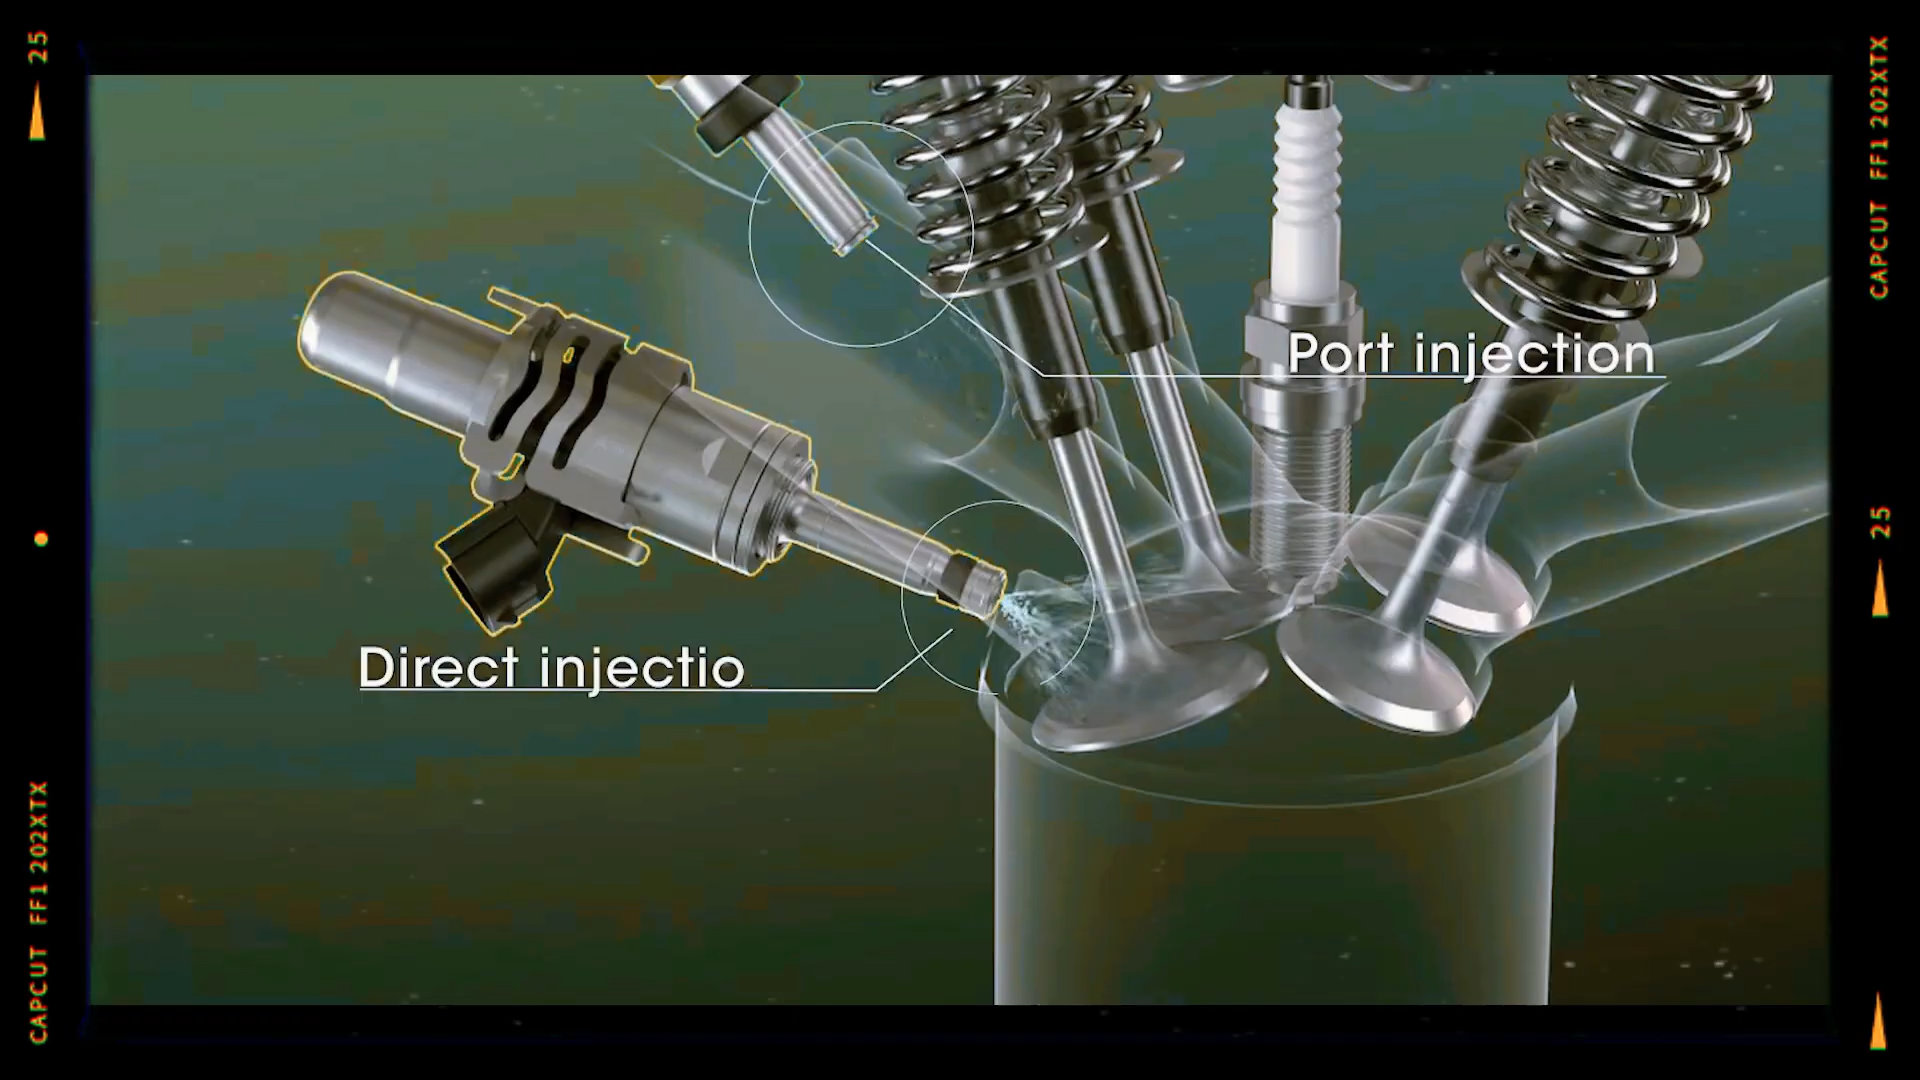 25
CAPCUT FF1 202XTX
Port injection
Direct injectio
25
CAPCUT FF1 202XTX